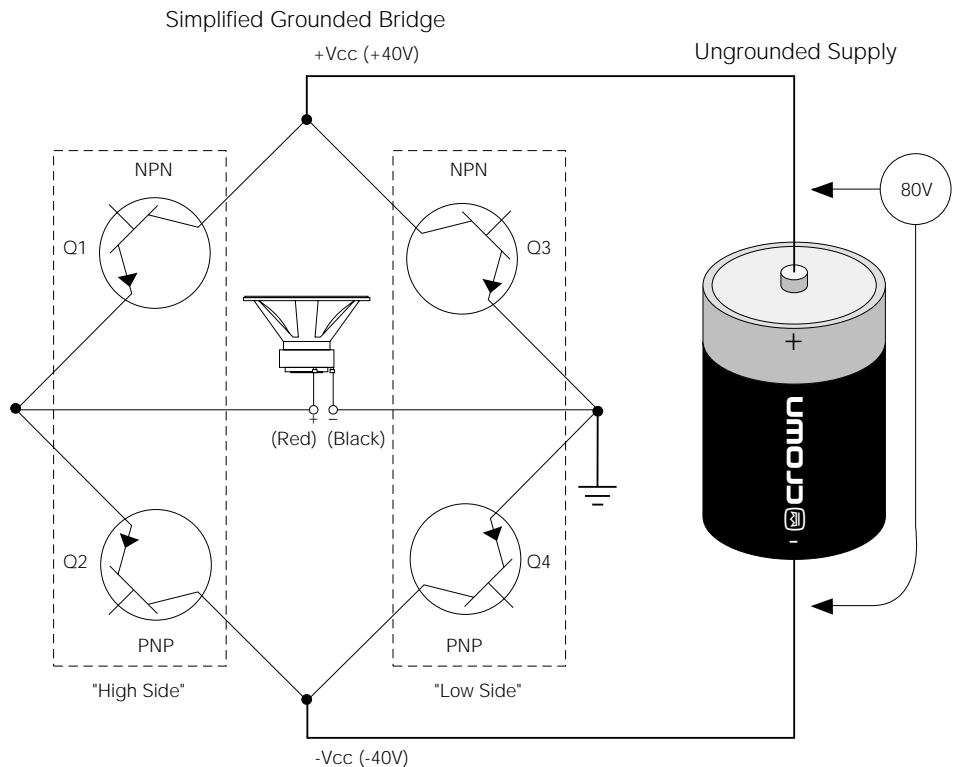 Simplified Grounded Bridge
+Vcc (+40V)
Ungrounded Supply
NPN
NPN
80V
Q1
Q3
+
+ -
(Red) (Black)
crown
-
Q2
Q4
PNP
PNP
"High Side"
"Low Side"
-Vcc (-40V)